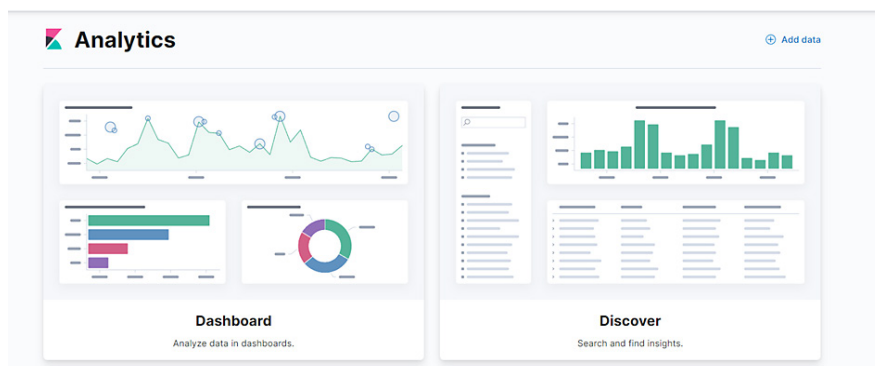 Analytics
Add data
Dashboard
Analyze data in dashboards.
Discover
Search and find insights.